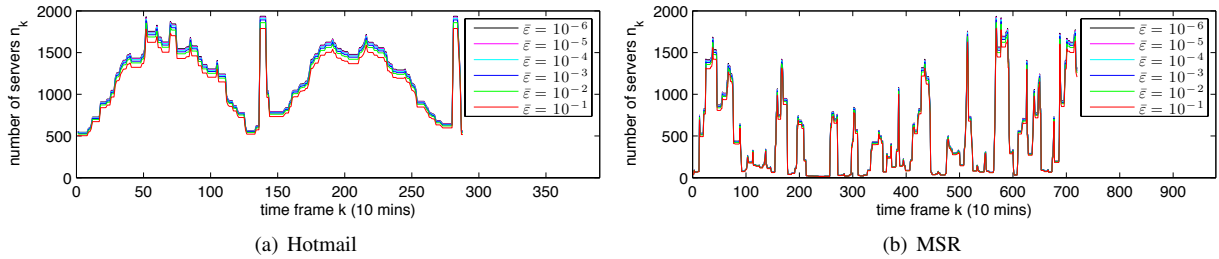 2000
1500
1000
500
0
number of servers n_k
0 50 100 150 200 250 300 350
time frame k (10 mins)
ε̄ = 10⁻⁶
ε̄ = 10⁻⁵
ε̄ = 10⁻⁴
ε̄ = 10⁻³
ε̄ = 10⁻²
ε̄ = 10⁻¹
(a) Hotmail
2000
1500
1000
500
0
number of servers n_k
0 100 200 300 400 500 600 700 800 900
time frame k (10 mins)
ε̄ = 10⁻⁶
ε̄ = 10⁻⁵
ε̄ = 10⁻⁴
ε̄ = 10⁻³
ε̄ = 10⁻²
ε̄ = 10⁻¹
(b) MSR